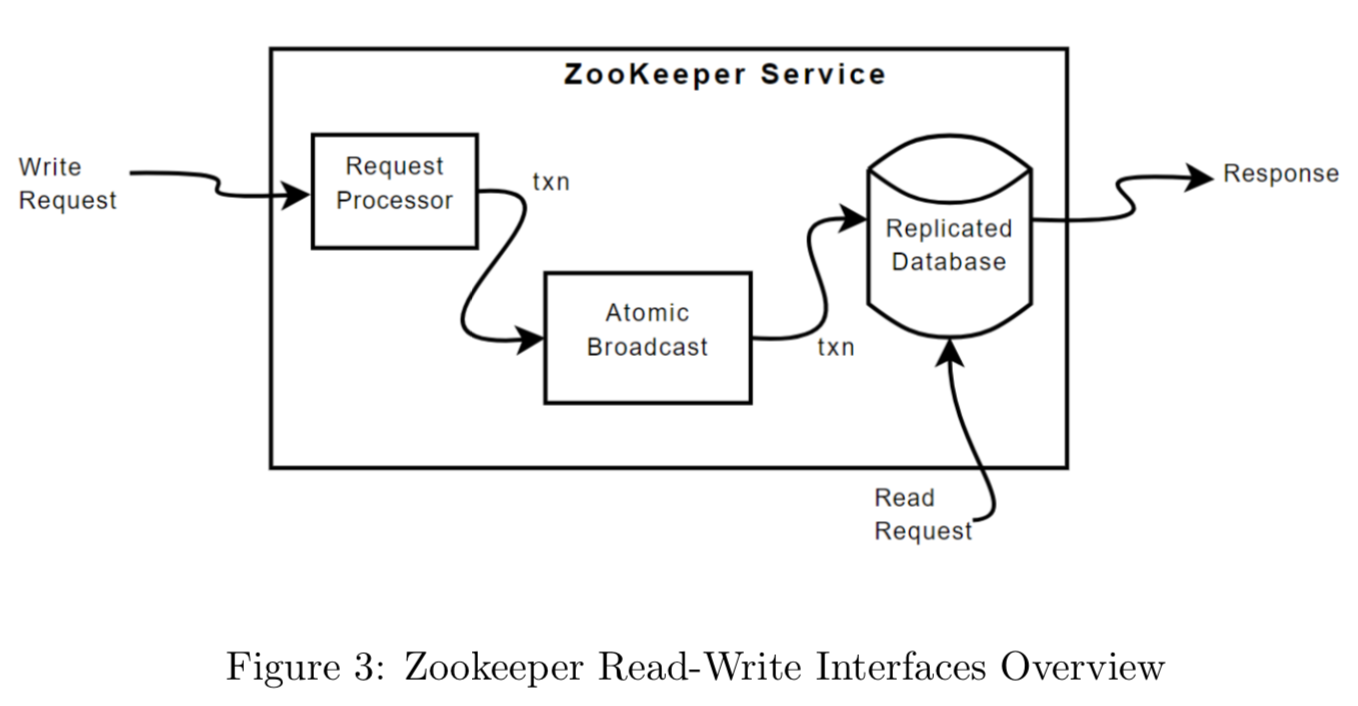 ZooKeeper Service
Write
Request
Request
Processor
txn
Atomic
Broadcast
txn
Replicated
Database
Response
Read
Request
Figure 3: Zookeeper Read-Write Interfaces Overview